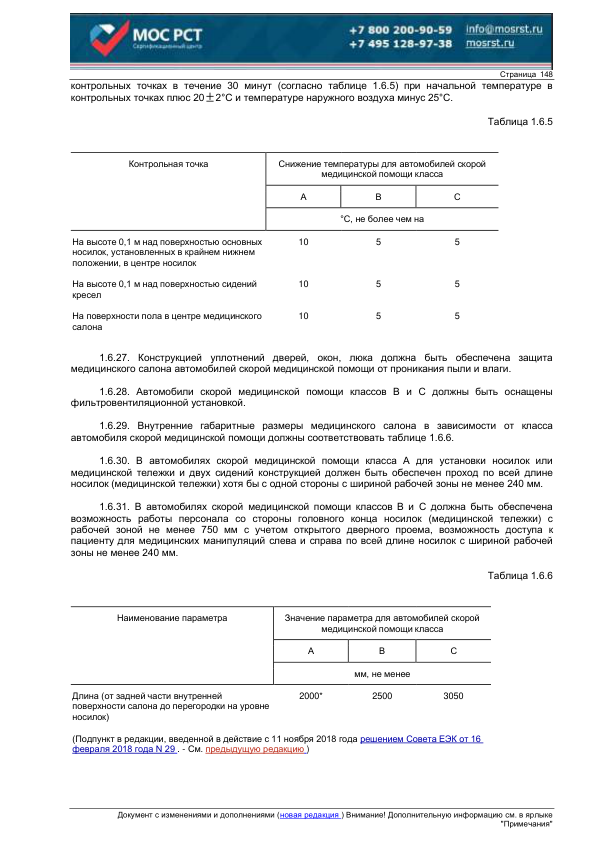 МОС РСТ
Сертификационный центр
+7 800 200-90-59
info@mosrst.ru
+7 495 128-97-38
mosrst.ru
Страница 148
контрольных точках в течение 30 минут (согласно таблице 1.6.5) при начальной температуре в
контрольных точках плюс 20±2°С и температуре наружного воздуха минус 25°С.
Таблица 1.6.5
Контрольная точка
Снижение температуры для автомобилей скорой
медицинской помощи класса
А В С
°С, не более чем на
На высоте 0,1 м над поверхностью основных 10 5 5
носилок, установленных в крайнем нижнем
положении, в центре носилок
На высоте 0,1 м над поверхностью сидений 10 5 5
кресел
На поверхности пола в центре медицинского 10 5 5
салона
1.6.27. Конструкцией уплотнений дверей, окон, люка должна быть обеспечена защита
медицинского салона автомобилей скорой медицинской помощи от проникания пыли и влаги.
1.6.28. Автомобили скорой медицинской помощи классов В и С должны быть оснащены
фильтровентиляционной установкой.
1.6.29. Внутренние габаритные размеры медицинского салона в зависимости от класса
автомобиля скорой медицинской помощи должны соответствовать таблице 1.6.6.
1.6.30. В автомобилях скорой медицинской помощи класса А для установки носилок или
медицинской тележки и двух сидений конструкцией должен быть обеспечен проход по всей длине
носилок (медицинской тележки) хотя бы с одной стороны с шириной рабочей зоны не менее 240 мм.
1.6.31. В автомобилях скорой медицинской помощи классов В и С должна быть обеспечена
возможность работы персонала со стороны головного конца носилок (медицинской тележки) с
рабочей зоной не менее 750 мм с учетом открытого дверного проема, возможность доступа к
пациенту для медицинских манипуляций слева и справа по всей длине носилок с шириной рабочей
зоны не менее 240 мм.
Таблица 1.6.6
Наименование параметра
Значение параметра для автомобилей скорой
медицинской помощи класса
А В С
мм, не менее
Длина (от задней части внутренней 2000* 2500 3050
поверхности салона до перегородки на уровне
носилок)
(Подпункт в редакции, введенной в действие с 11 ноября 2018 года решением Совета ЕЭК от 16
февраля 2018 года N 29 . - См. предыдущую редакцию )
Документ с изменениями и дополнениями (новая редакция ) Внимание! Дополнительную информацию см. в ярлыке
"Примечания"